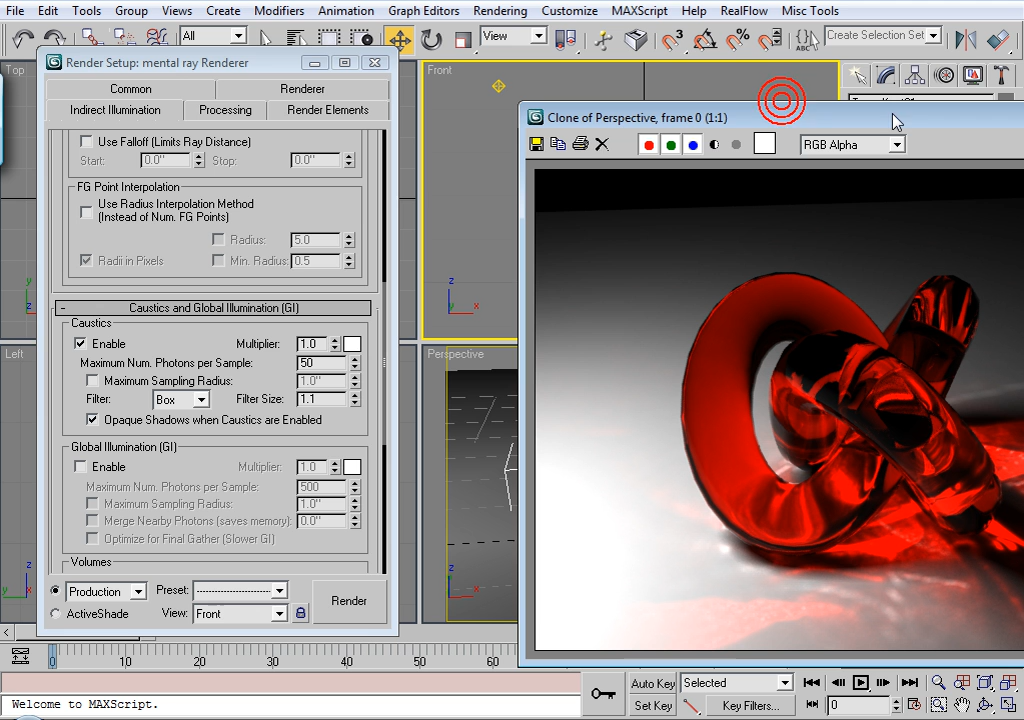 File Edit Tools Group Views Create Modifiers Animation Graph Editors Rendering Customize MAXScript Help RealFlow Misc Tools
All View 3 ABC Create Selection Set
Top Front
Render Setup: mental ray Renderer
Common Renderer
Indirect Illumination Processing Render Elements
Use Falloff (Limits Ray Distance)
Start: 0.0" Stop: 0.0"
FG Point Interpolation
Use Radius Interpolation Method
(Instead of Num. FG Points)
Radius: 5.0
Radii in Pixels Min. Radius: 0.5
Caustics and Global Illumination (GI)
Caustics
Enable Multiplier: 1.0
Maximum Num. Photons per Sample: 50
Maximum Sampling Radius: 1.0"
Filter: Box Filter Size: 1.1
Opaque Shadows when Caustics are Enabled
Global Illumination (GI)
Enable Multiplier: 1.0
Maximum Num. Photons per Sample: 500
Maximum Sampling Radius: 1.0"
Merge Nearby Photons (saves memory): 0.0"
Optimize for Final Gather (Slower GI)
Volumes
Production Preset: Render
ActiveShade View: Front
Clone of Perspective, frame 0 (1:1)
RGB Alpha
Left Perspective
y z z x y z
z x
0 10 20 30 40 50 60
Welcome to MAXScript.
Auto Key Selected
Set Key Key Filters... 0